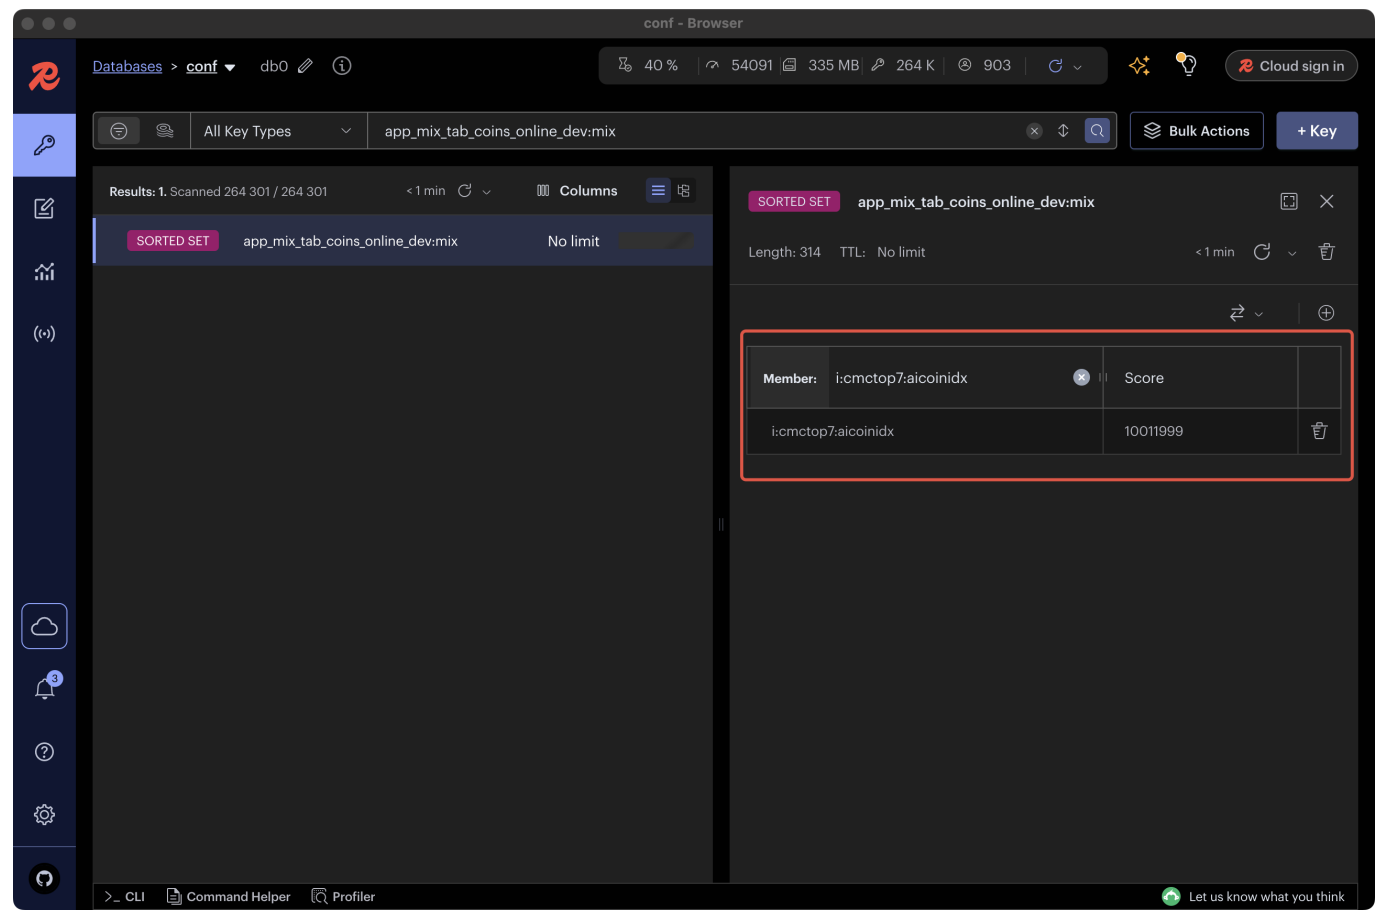 conf - Browser
Databases > conf db0 40 % 54091 335 MB 264 K 903 Cloud sign in
All Key Types app_mix_tab_coins_online_dev:mix Bulk Actions + Key
Results: 1. Scanned 264 301 / 264 301 < 1 min Columns
SORTED SET app_mix_tab_coins_online_dev:mix No limit
SORTED SET app_mix_tab_coins_online_dev:mix
Length: 314 TTL: No limit < 1 min
Member: i:cmctop7:aicoinidx Score
i:cmctop7:aicoinidx 10011999
3
>_ CLI Command Helper Profiler Let us know what you think